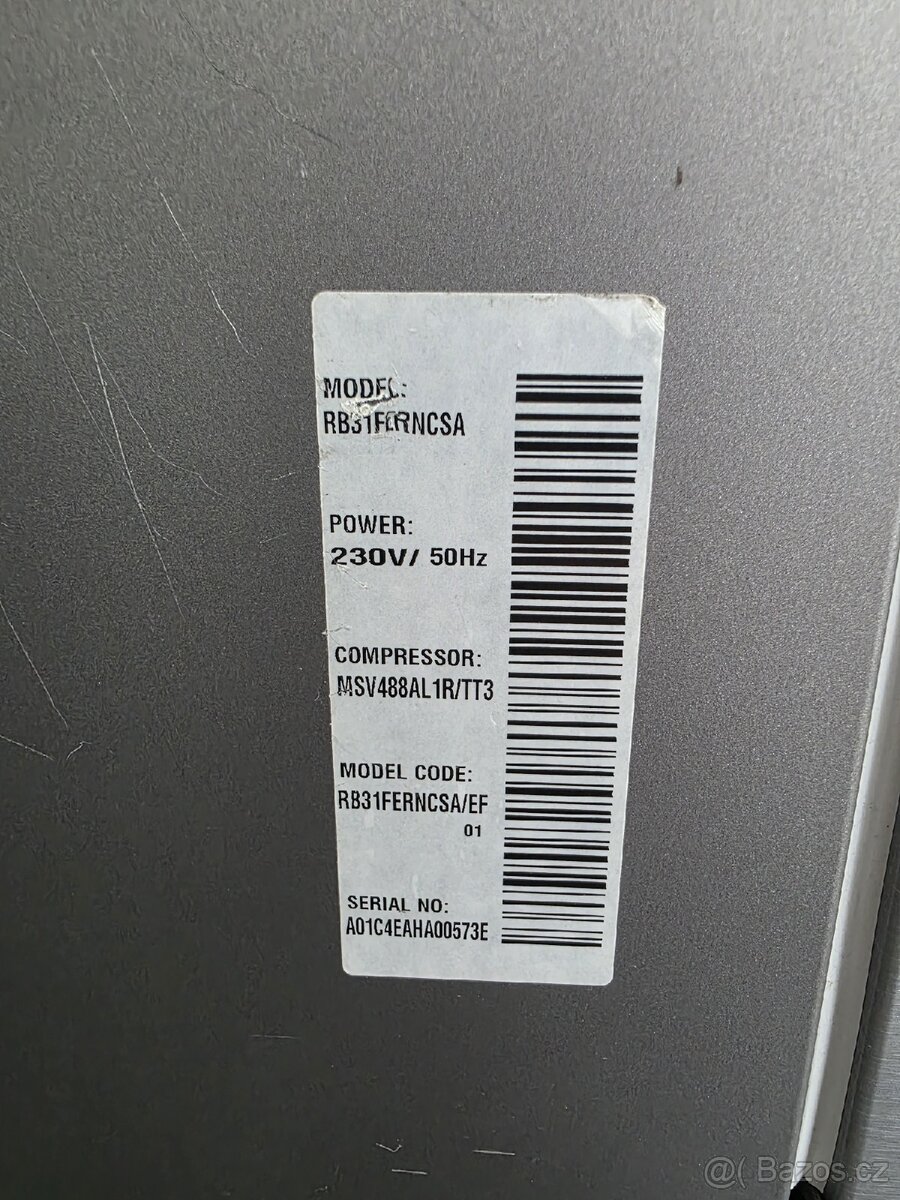 MODEL:
RB31FERNCSA
POWER:
230V/ 50Hz
COMPRESSOR:
MSV488AL1R/TT3
MODEL CODE:
RB31FERNCSA/EF
01
SERIAL NO:
A01C4EAHA00573E
@( Bazos.cz